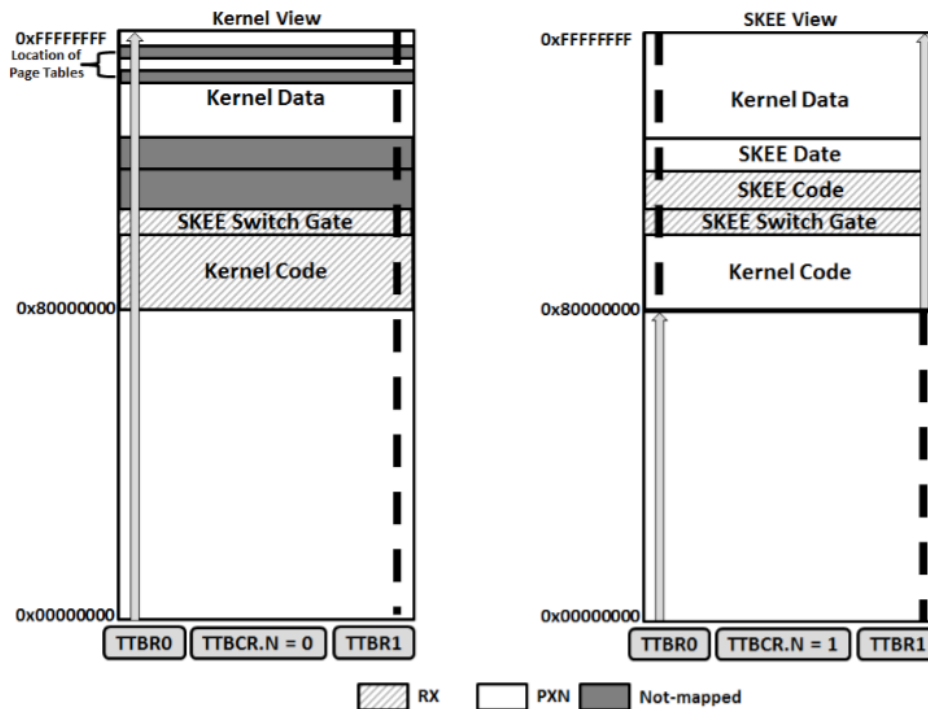 Kernel View
0xFFFFFFFF
Location of
Page Tables
Kernel Data
SKEE Switch Gate
Kernel Code
0x80000000
0x00000000
TTBR0 TTBCR.N = 0 TTBR1
SKEE View
0xFFFFFFFF
Kernel Data
SKEE Date
SKEE Code
SKEE Switch Gate
Kernel Code
0x80000000
0x00000000
TTBR0 TTBCR.N = 1 TTBR1
RX PXN Not-mapped